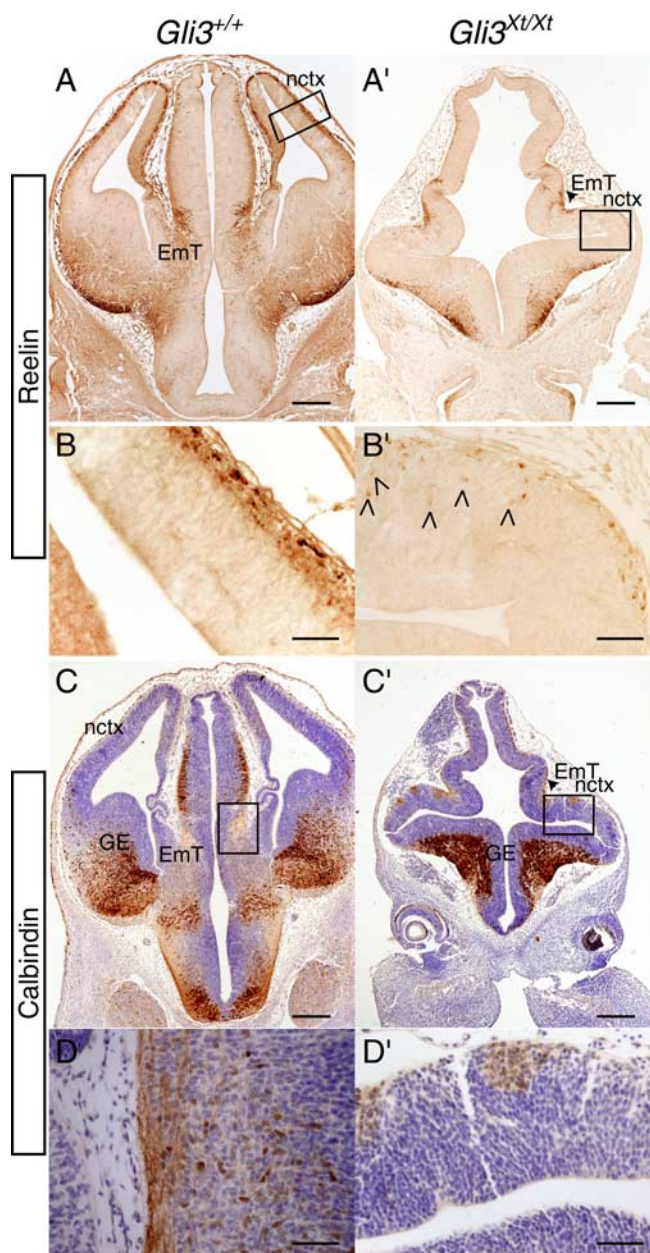 Gli3+/+
Gli3Xt/Xt
Reelin
A
nctx
EmT
A'
EmT
nctx
B
B'
Calbindin
C
nctx
GE
EmT
C'
EmT
nctx
GE
D
D'